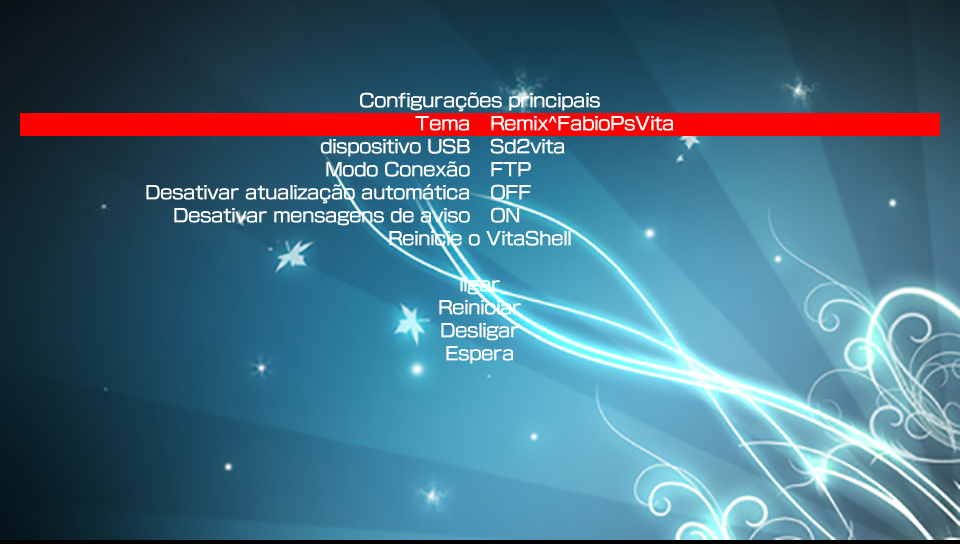 Configurações principais
Tema Remix^FabioPsVita
dispositivo USB Sd2vita
Modo Conexão FTP
Desativar atualização automática OFF
Desativar mensagens de aviso ON
Reinicie o VitaShell
ligar
Reiniciar
Desligar
Espera